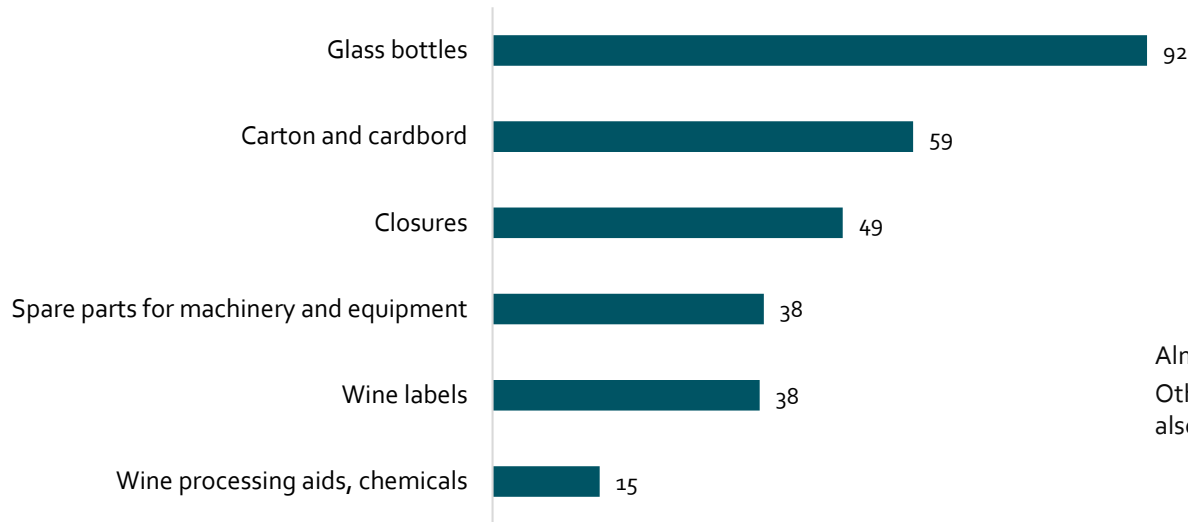 Glass bottles 92
Carton and cardbord 59
Closures 49
Spare parts for machinery and equipment 38
Wine labels 38
Wine processing aids, chemicals 15